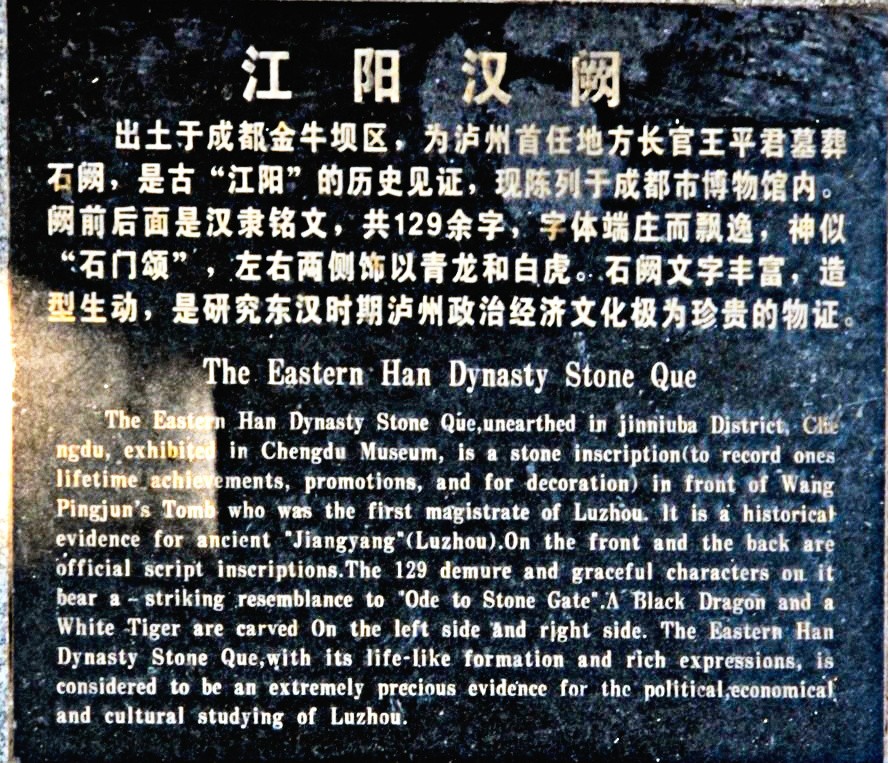 江阳汉阙
出土于成都金牛坝区，为泸州首任地方长官王平君墓葬
石阙，是古“江阳”的历史见证，现陈列于成都市博物馆内。
阙前后面是汉隶铭文，共129余字，字体端庄而飘逸，神似
“石门颂”，左右两侧饰以青龙和白虎。石阙文字丰富，造
型生动，是研究东汉时期泸州政治经济文化极为珍贵的物证。
The Eastern Han Dynasty Stone Que
The Eastern Han Dynasty Stone Que,unearthed in jinniuba District, Che
ngdu, exhibited in Chengdu Museum, is a stone inscription(to record ones
lifetime achievements, promotions, and for decoration) in front of Wang
Pingjun's Tomb who was the first magistrate of Luzhou. It is a historical
evidence for ancient "Jiangyang"(Luzhou).On the front and the back are
official script inscriptions.The 129 demure and graceful characters on it
bear a striking resemblance to "Ode to Stone Gate".A Black Dragon and a
White Tiger are carved On the left side and right side. The Eastern Han
Dynasty Stone Que,with its life-like formation and rich expressions, is
considered to be an extremely precious evidence for the political,economical
and cultural studying of Luzhou.